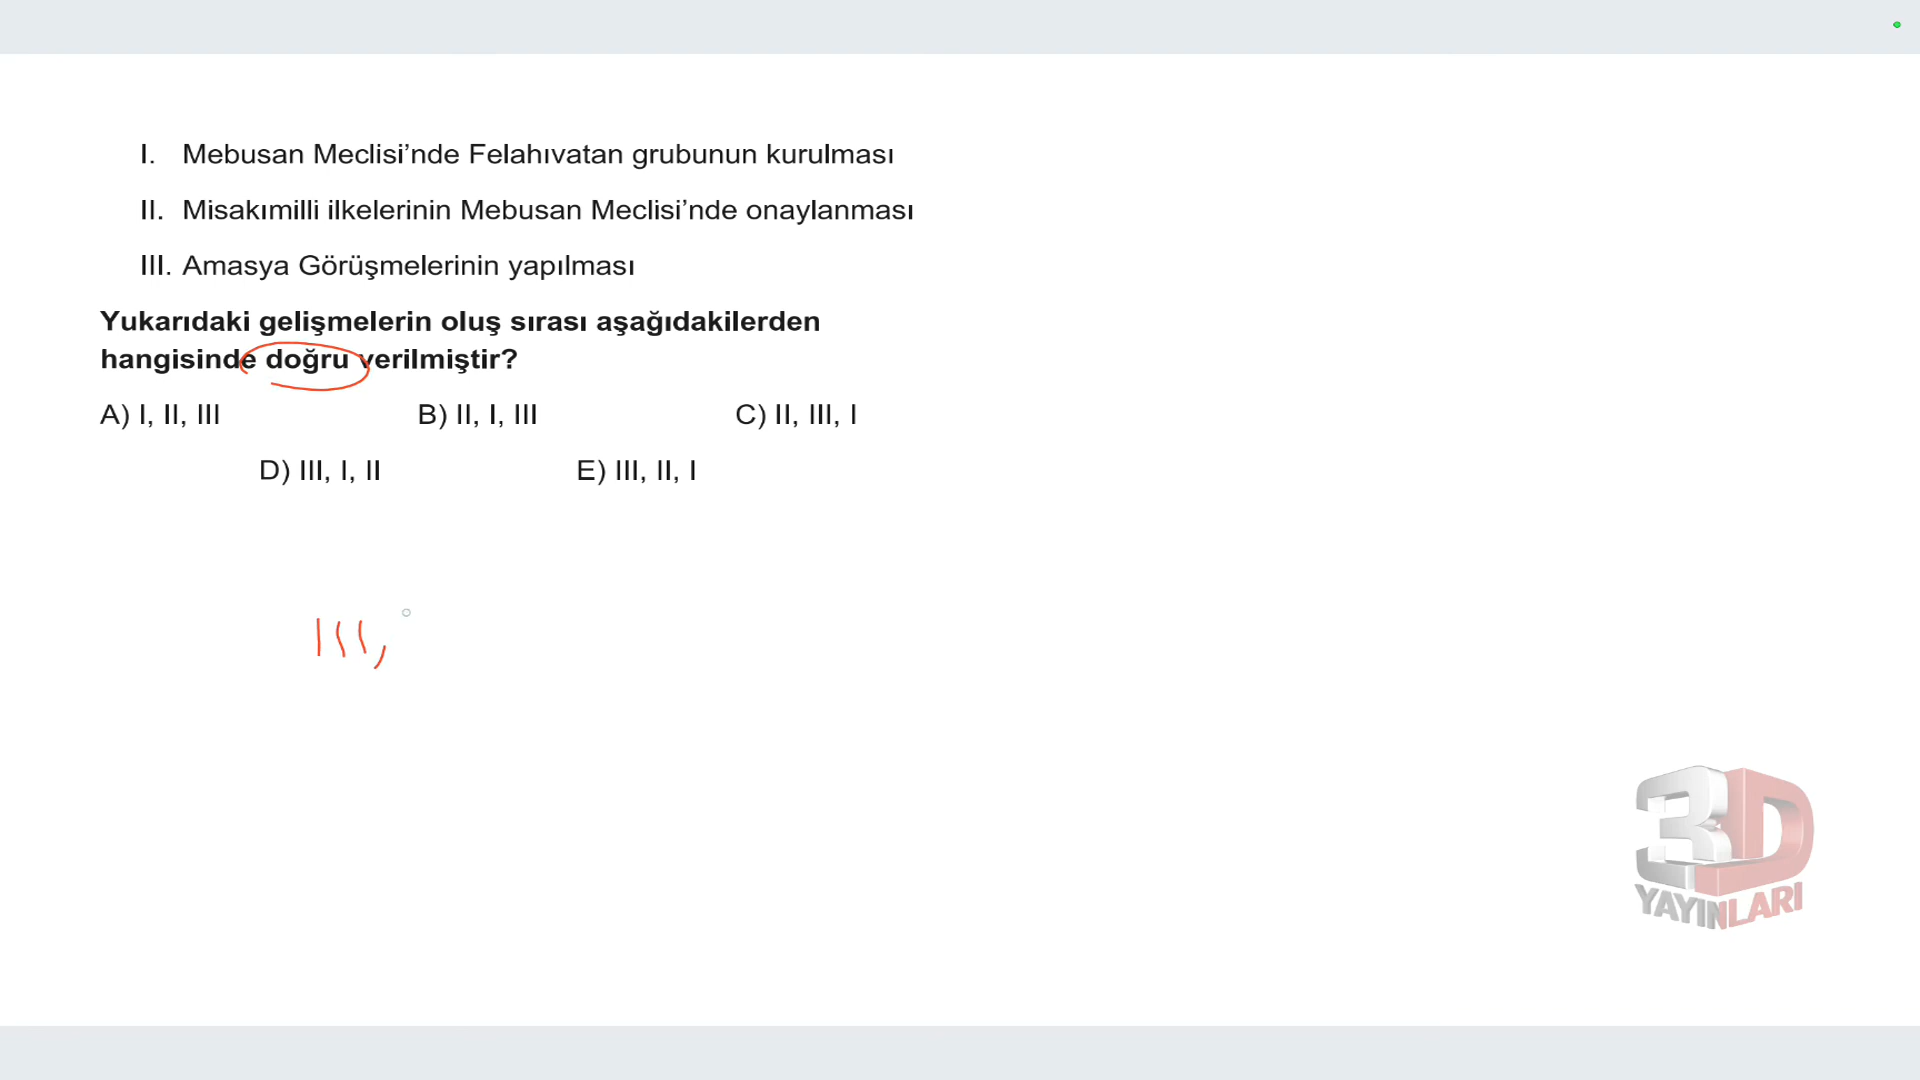 I. Mebusan Meclisi’nde Felahıvatan grubunun kurulması
II. Misakımilli ilkelerinin Mebusan Meclisi’nde onaylanması
III. Amasya Görüşmelerinin yapılması
Yukarıdaki gelişmelerin oluş sırası aşağıdakilerden
hangisinde doğru verilmiştir?
A) I, II, III B) II, I, III C) II, III, I
D) III, I, II E) III, II, I
III,
3D
YAYINLARI